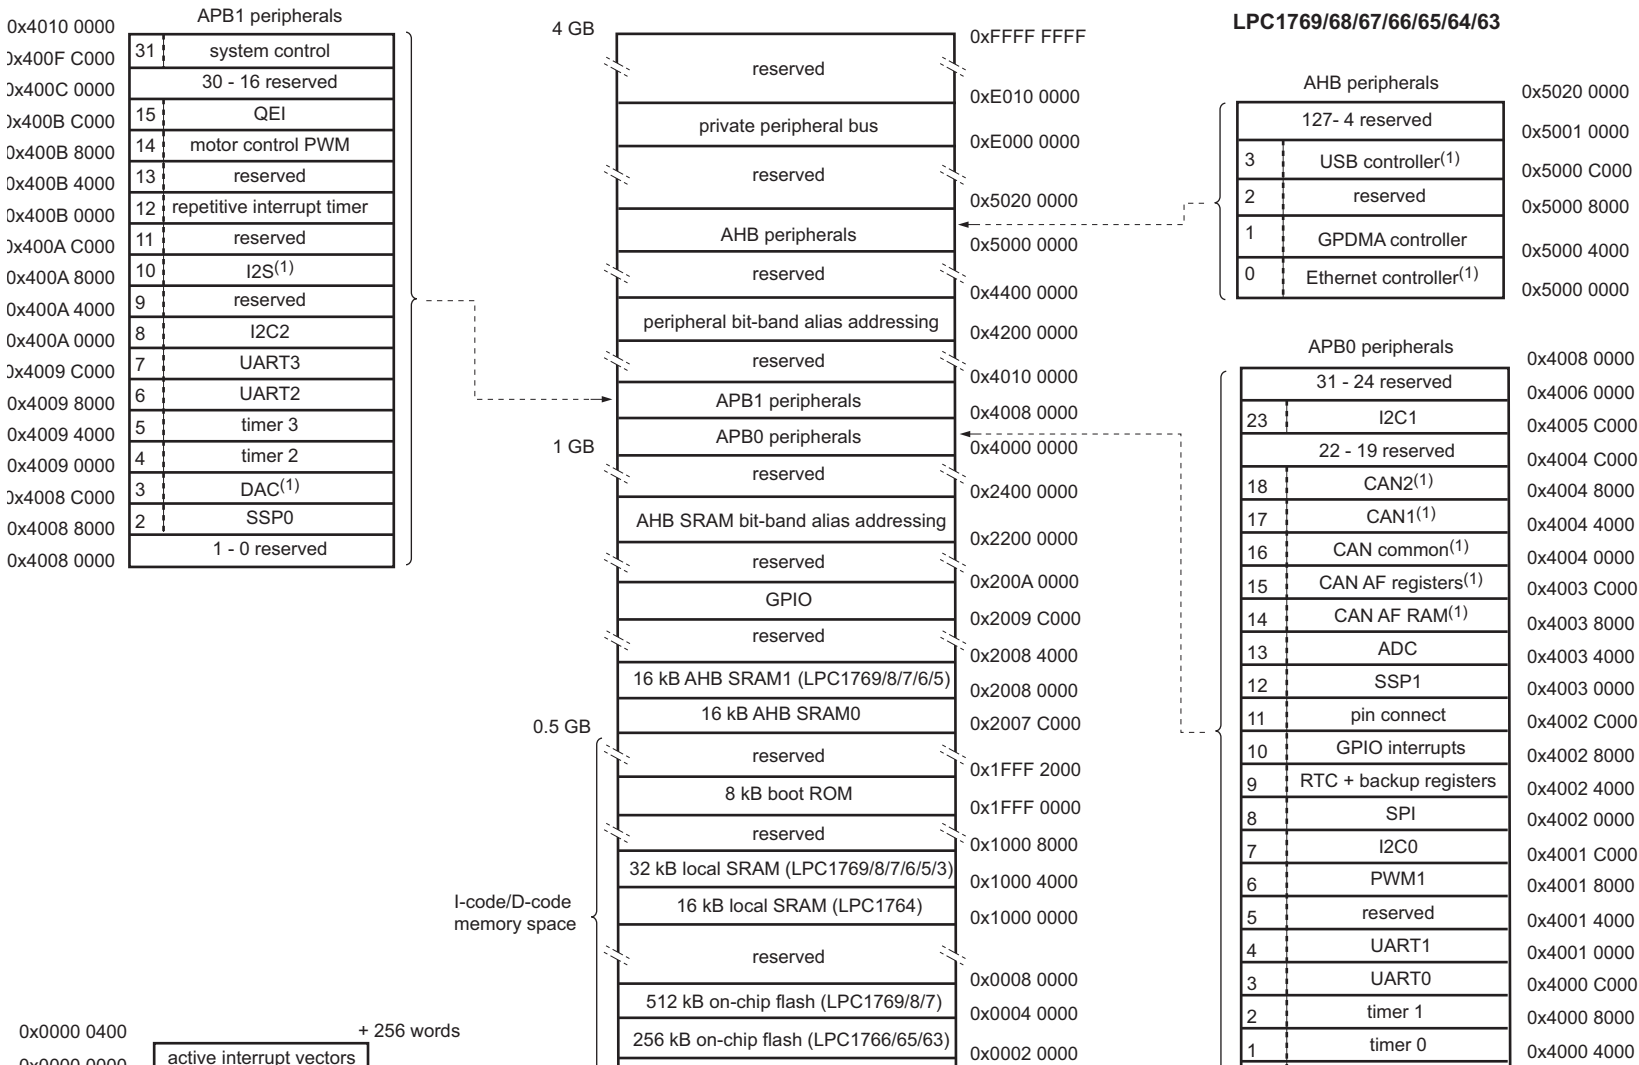 LPC1769/68/67/66/65/64/63
APB1 peripherals
0x4010 0000
31 system control
0x400F C000
30 - 16 reserved
0x400C 0000
15 QEI
0x400B C000
14 motor control PWM
0x400B 8000
13 reserved
0x400B 4000
12 repetitive interrupt timer
0x400B 0000
11 reserved
0x400A C000
10 I2S(1)
0x400A 8000
9 reserved
0x400A 4000
8 I2C2
0x400A 0000
7 UART3
0x4009 C000
6 UART2
0x4009 8000
5 timer 3
0x4009 4000
4 timer 2
0x4009 0000
3 DAC(1)
0x4008 C000
2 SSP0
0x4008 8000
1 - 0 reserved
0x4008 0000
0x0000 0400
+ 256 words
active interrupt vectors
0x0000 0000
4 GB
0xFFFF FFFF
reserved
0xE010 0000
private peripheral bus
0xE000 0000
reserved
0x5020 0000
AHB peripherals
0x5000 0000
reserved
0x4400 0000
peripheral bit-band alias addressing
0x4200 0000
reserved
0x4010 0000
APB1 peripherals
0x4008 0000
APB0 peripherals
1 GB
0x4000 0000
reserved
0x2400 0000
AHB SRAM bit-band alias addressing
0x2200 0000
reserved
0x200A 0000
GPIO
0x2009 C000
reserved
0x2008 4000
16 kB AHB SRAM1 (LPC1769/8/7/6/5)
0x2008 0000
16 kB AHB SRAM0
0x2007 C000
0.5 GB
reserved
0x1FFF 2000
8 kB boot ROM
0x1FFF 0000
reserved
0x1000 8000
32 kB local SRAM (LPC1769/8/7/6/5/3)
0x1000 4000
16 kB local SRAM (LPC1764)
0x1000 0000
I-code/D-code
memory space
reserved
0x0008 0000
512 kB on-chip flash (LPC1769/8/7)
0x0004 0000
256 kB on-chip flash (LPC1766/65/63)
0x0002 0000
AHB peripherals
0x5020 0000
127- 4 reserved
0x5001 0000
3 USB controller(1)
0x5000 C000
2 reserved
0x5000 8000
1 GPDMA controller
0x5000 4000
0 Ethernet controller(1)
0x5000 0000
APB0 peripherals
0x4008 0000
31 - 24 reserved
0x4006 0000
23 I2C1
0x4005 C000
22 - 19 reserved
0x4004 C000
18 CAN2(1)
0x4004 8000
17 CAN1(1)
0x4004 4000
16 CAN common(1)
0x4004 0000
15 CAN AF registers(1)
0x4003 C000
14 CAN AF RAM(1)
0x4003 8000
13 ADC
0x4003 4000
12 SSP1
0x4003 0000
11 pin connect
0x4002 C000
10 GPIO interrupts
0x4002 8000
9 RTC + backup registers
0x4002 4000
8 SPI
0x4002 0000
7 I2C0
0x4001 C000
6 PWM1
0x4001 8000
5 reserved
0x4001 4000
4 UART1
0x4001 0000
3 UART0
0x4000 C000
2 timer 1
0x4000 8000
1 timer 0
0x4000 4000